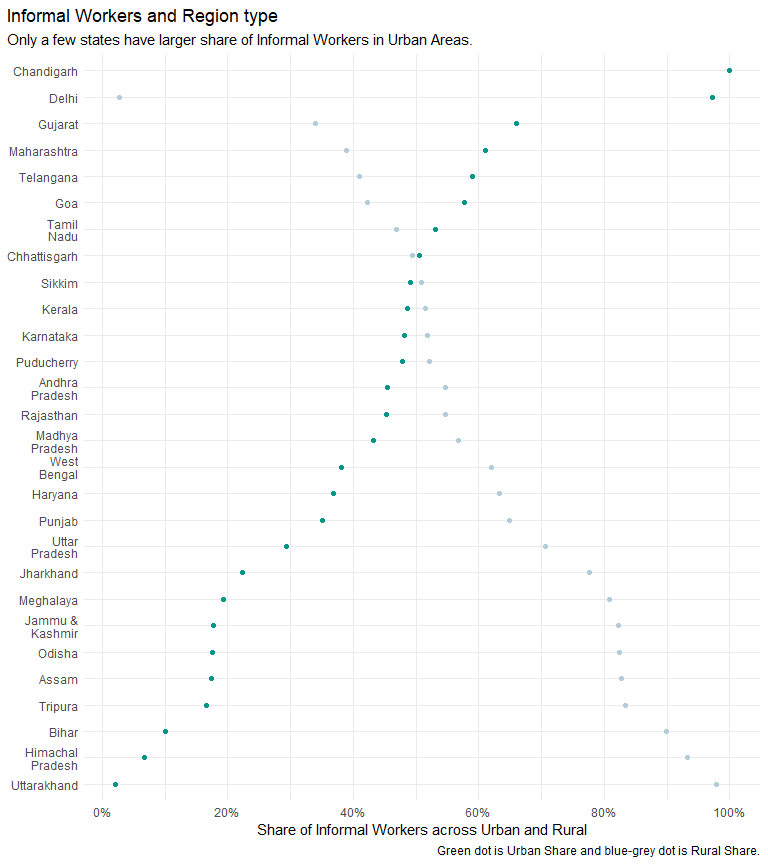 Informal Workers and Region type
Only a few states have larger share of Informal Workers in Urban Areas.
Chandigarh
Delhi
Gujarat
Maharashtra
Telangana
Goa
Tamil
Nadu
Chhattisgarh
Sikkim
Kerala
Karnataka
Puducherry
Andhra
Pradesh
Rajasthan
Madhya
Pradesh
West
Bengal
Haryana
Punjab
Uttar
Pradesh
Jharkhand
Meghalaya
Jammu &
Kashmir
Odisha
Assam
Tripura
Bihar
Himachal
Pradesh
Uttarakhand
0% 20% 40% 60% 80% 100%
Share of Informal Workers across Urban and Rural
Green dot is Urban Share and blue-grey dot is Rural Share.